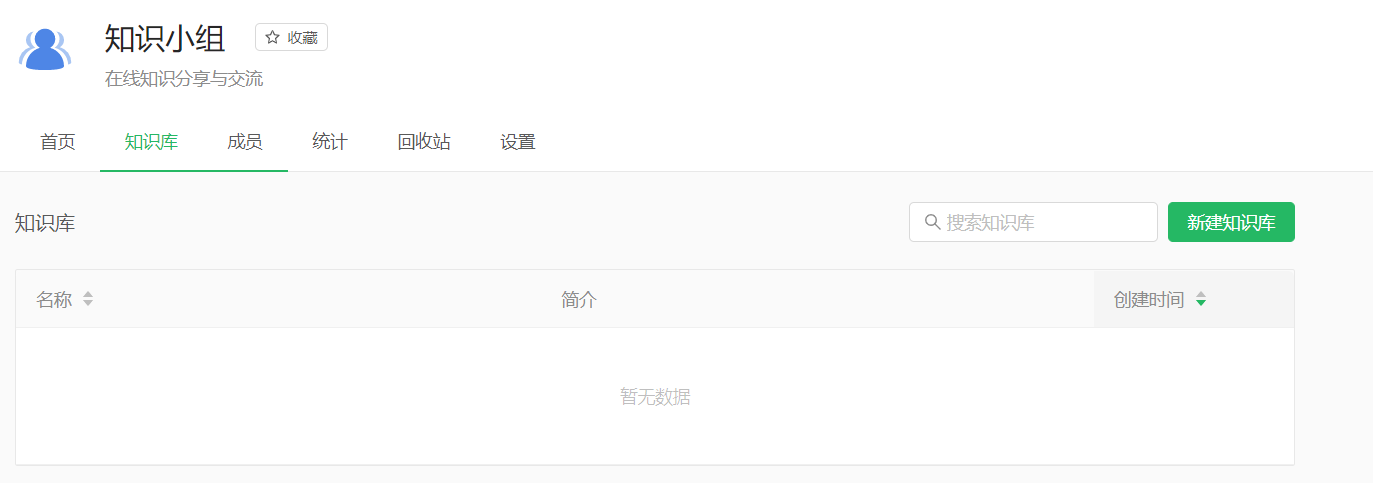 知识小组 收藏
在线知识分享与交流
首页 知识库 成员 统计 回收站 设置
知识库 搜索知识库 新建知识库
名称 简介 创建时间
暂无数据